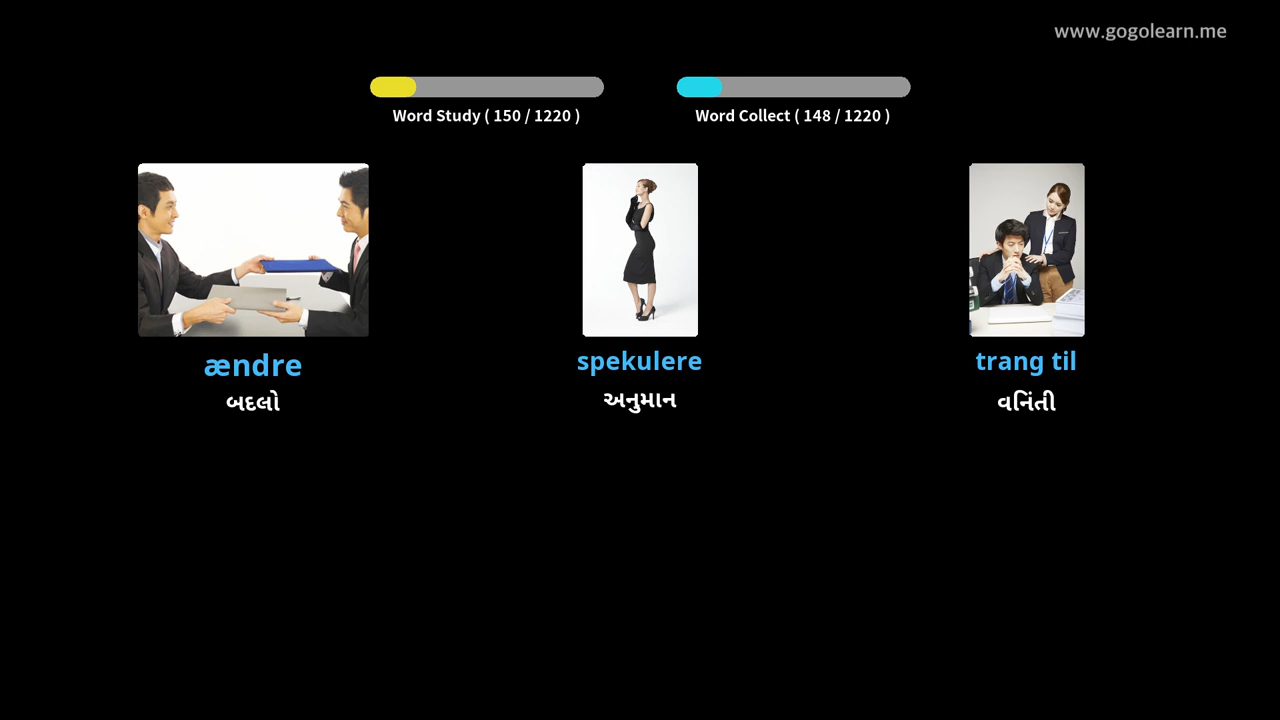 www.gogolearn.me
Word Study ( 150 / 1220 )
Word Collect ( 148 / 1220 )
ændre
spekulere
trang til
બદલો
અનુમાન
વિનંતી